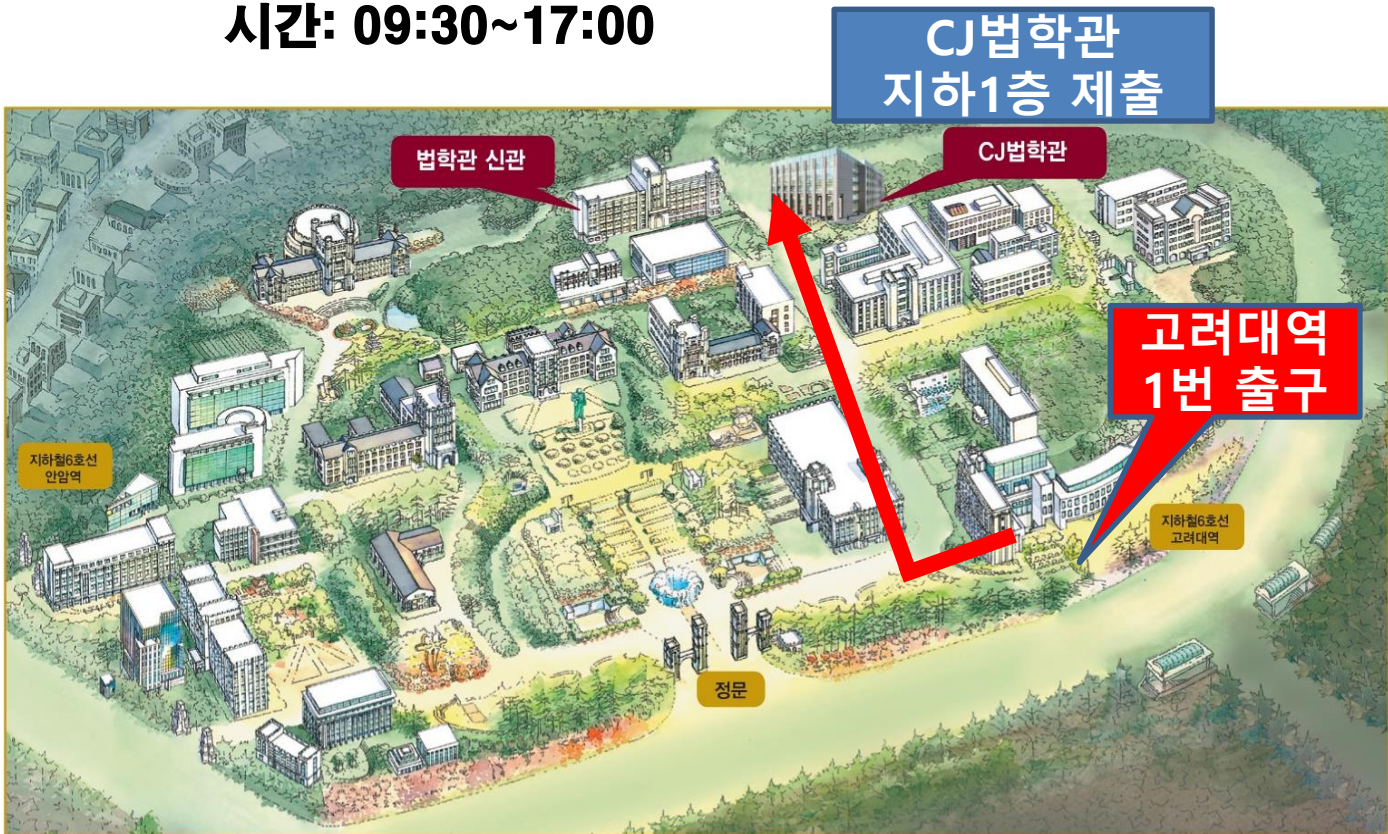 시간: 09:30~17:00
CJ법학관
지하1층 제출
법학관 신관
CJ법학관
고려대역
1번 출구
지하철6호선
안암역
지하철6호선
고려대역
정문